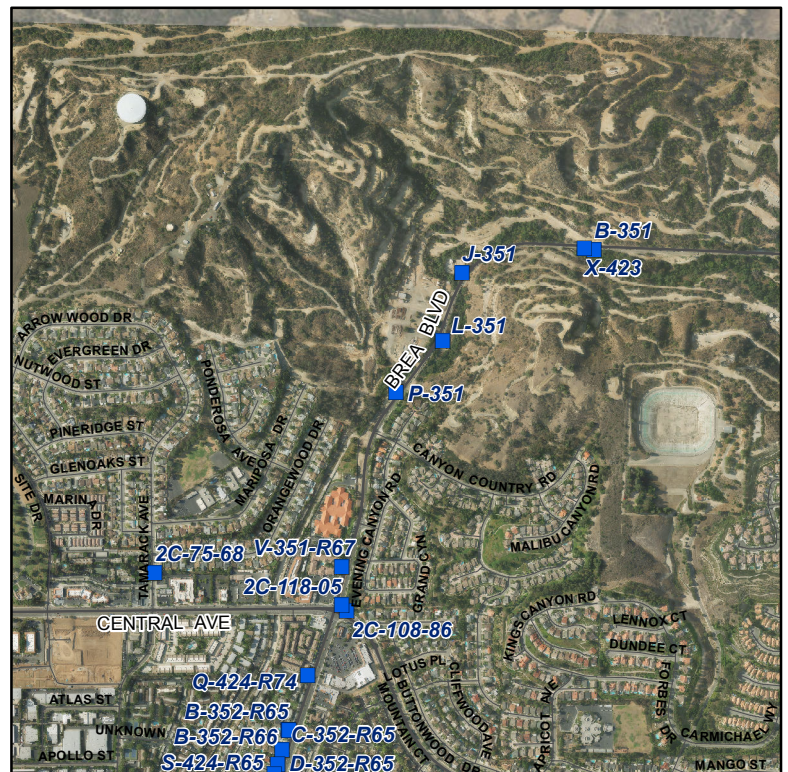 B-351
J-351
X-423
BREA BLVD
L-351
ARROW WOOD DR
EVERGREEN DR
NUTWOOD ST
PONDEROSA AVE
P-351
PINERIDGE ST
MARIPOSA DR
ORANGEWOOD DR
GLENOAKS ST
CANYON COUNTRY RD
SITE DR
MARINA DR
TAMARACK AVE
EVENING CANYON RD
MALIBU CANYON RD
2C-75-68
V-351-R67
GRAND CYN
2C-118-05
CENTRAL AVE
2C-108-86
KINGS CANYON RD
LENNOX CT
DUNDEE CT
LOTUS PL
CLIFFWOOD AVE
FORBES DR
Q-424-R74
BUTTONWOOD DR
MOUNTAIN CT
APRICOT AVE
ATLAS ST
B-352-R65
UNKNOWN
B-352-R66
C-352-R65
CARMICHAEL WY
APOLLO ST
S-424-R65
D-352-R65
MANGO ST